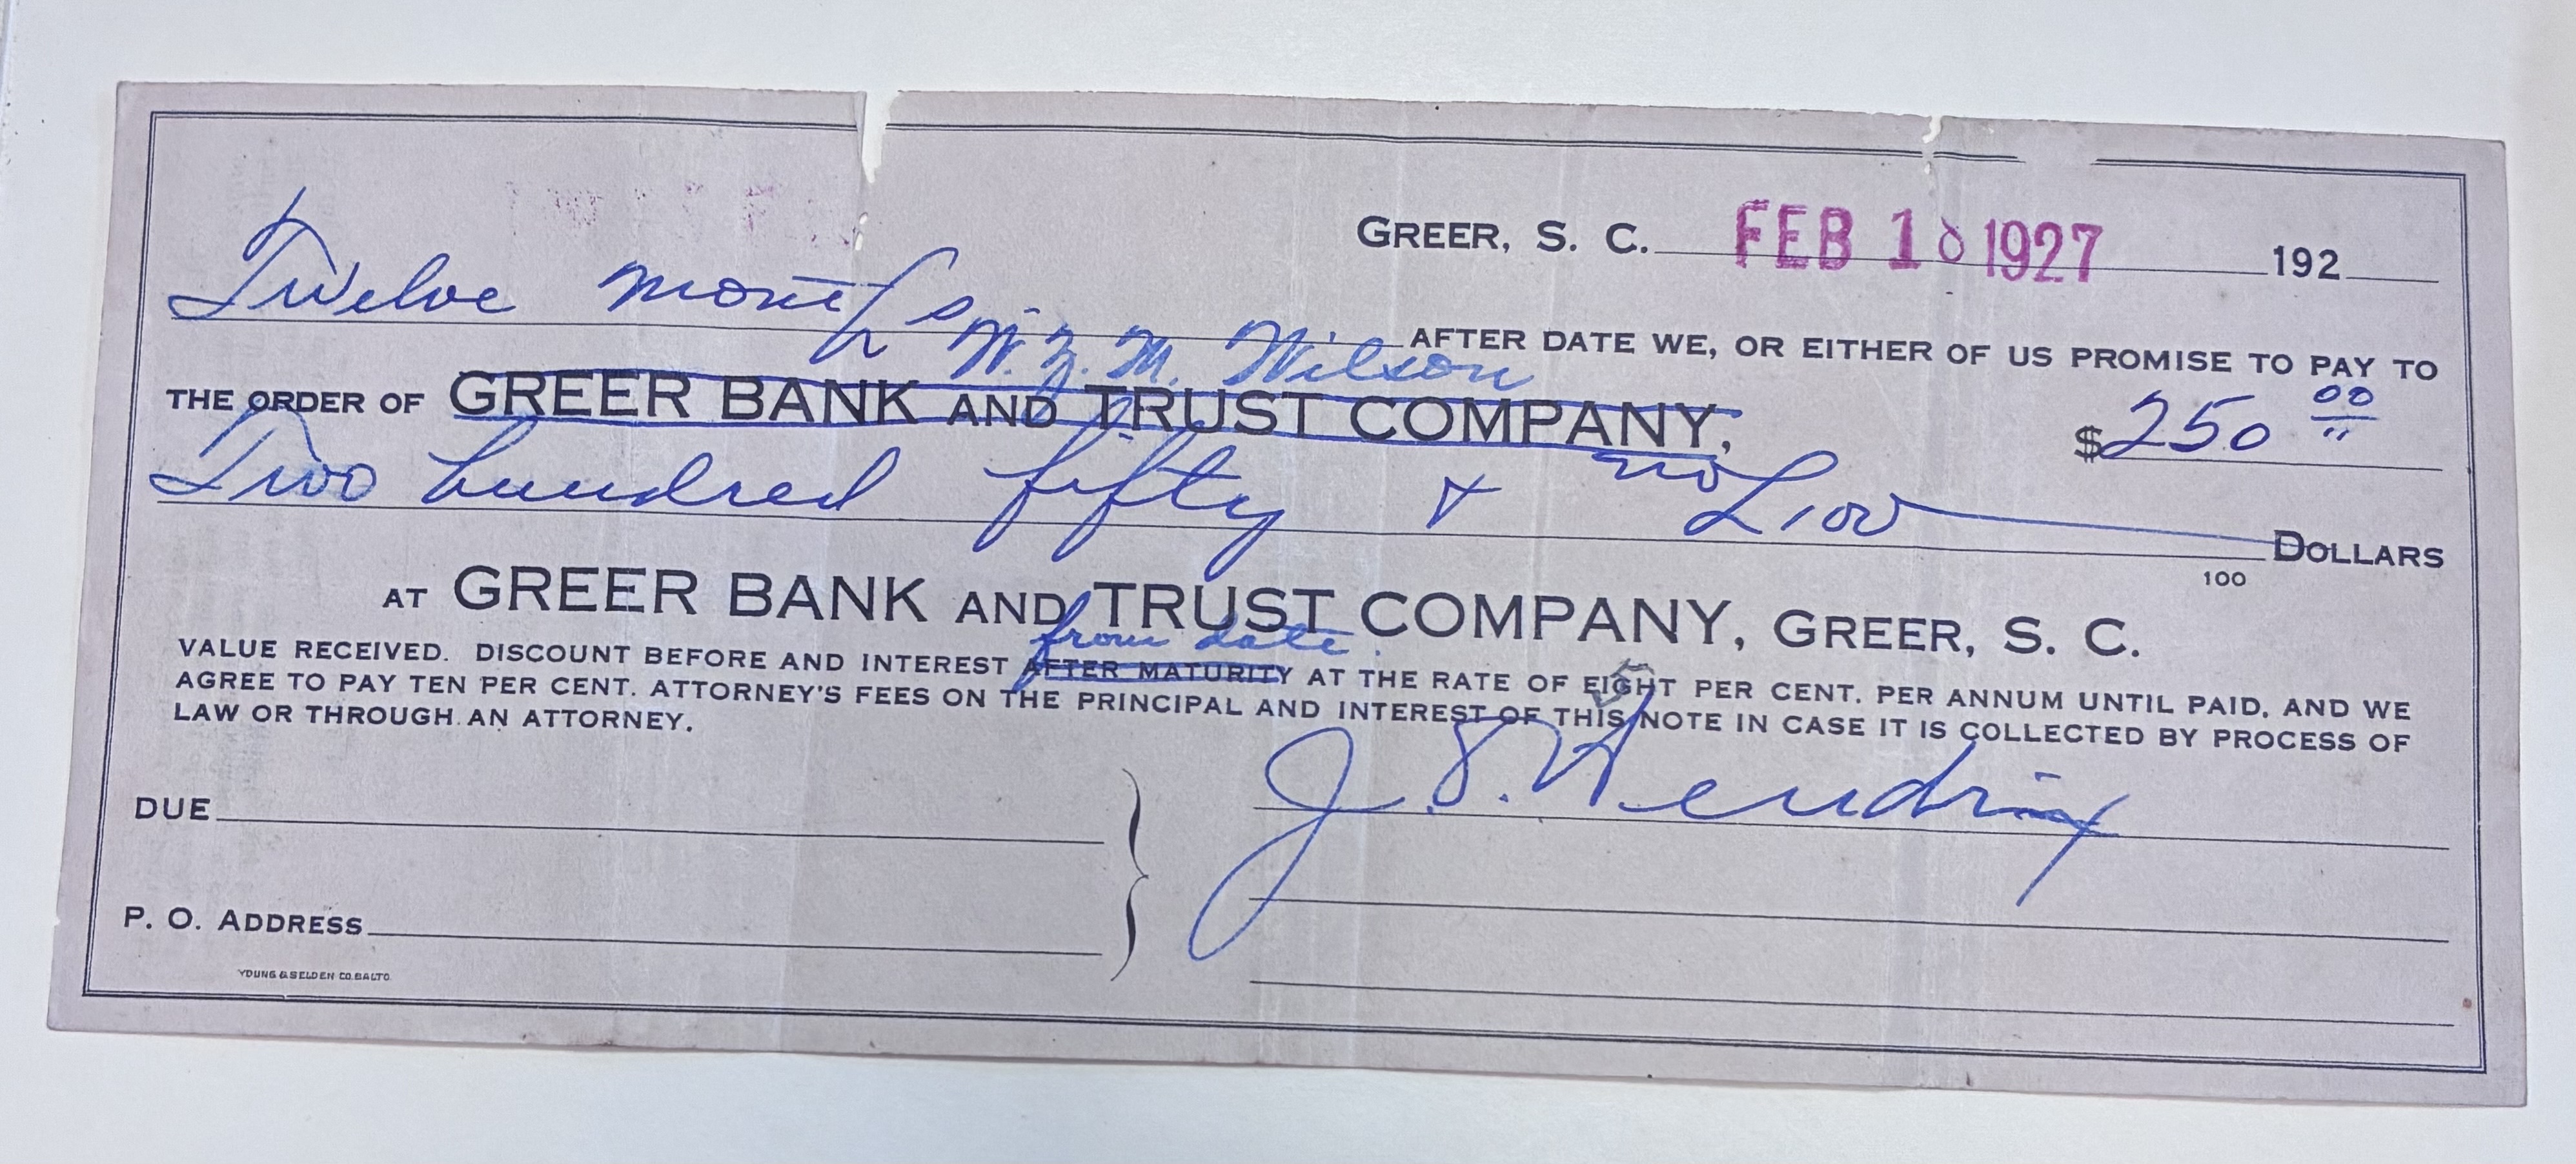 GREER, S. C. FEB 10 1927 192
Twelve months AFTER DATE WE, OR EITHER OF US PROMISE TO PAY TO
W. Z. M. Wilson
THE ORDER OF GREER BANK AND TRUST COMPANY, $250 00
Two hundred fifty & no/100 DOLLARS
100
AT GREER BANK AND TRUST COMPANY, GREER, S. C.
from date.
VALUE RECEIVED. DISCOUNT BEFORE AND INTEREST AFTER MATURITY AT THE RATE OF EIGHT PER CENT. PER ANNUM UNTIL PAID, AND WE
AGREE TO PAY TEN PER CENT. ATTORNEY'S FEES ON THE PRINCIPAL AND INTEREST OF THIS NOTE IN CASE IT IS COLLECTED BY PROCESS OF
LAW OR THROUGH AN ATTORNEY.
J. S. Hendrix
DUE
P. O. ADDRESS
YOUNG & SELDEN CO. BALTO.